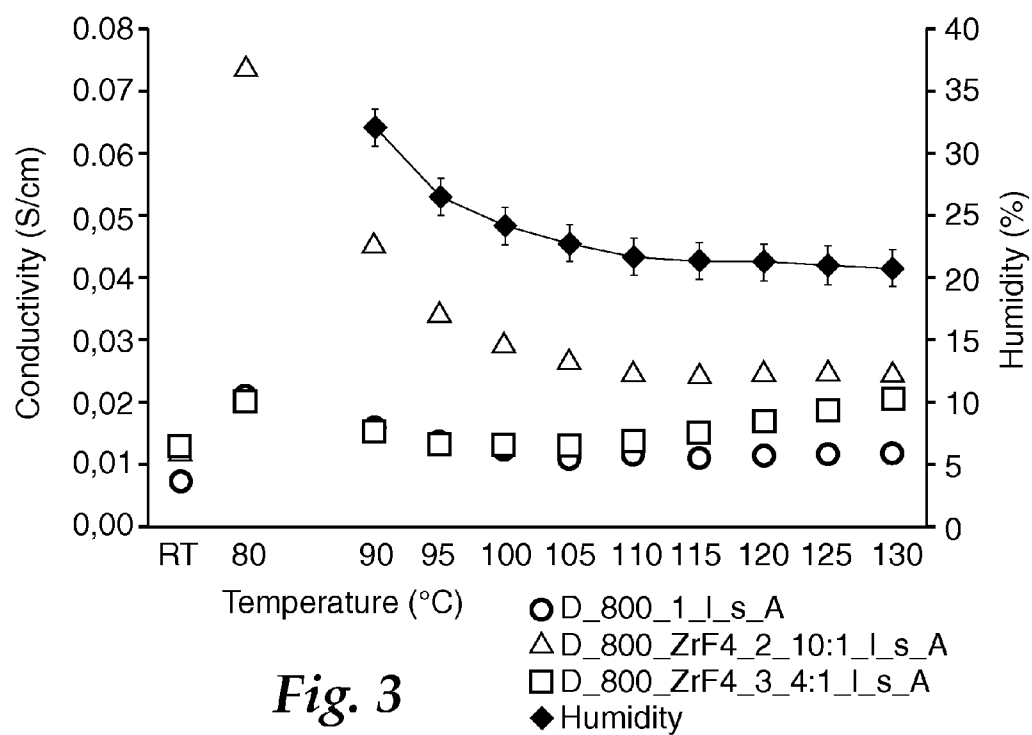 0.08
0.07
0.06
0.05
0,04
0,03
0,02
0,01
0,00
Conductivity (S/cm)
40
35
30
25
20
15
10
5
0
Humidity (%)
RT 80 90 95 100 105 110 115 120 125 130
Temperature (°C)
D_800_1_l_s_A
D_800_ZrF4_2_10:1_l_s_A
D_800_ZrF4_3_4:1_l_s_A
Humidity
Fig. 3